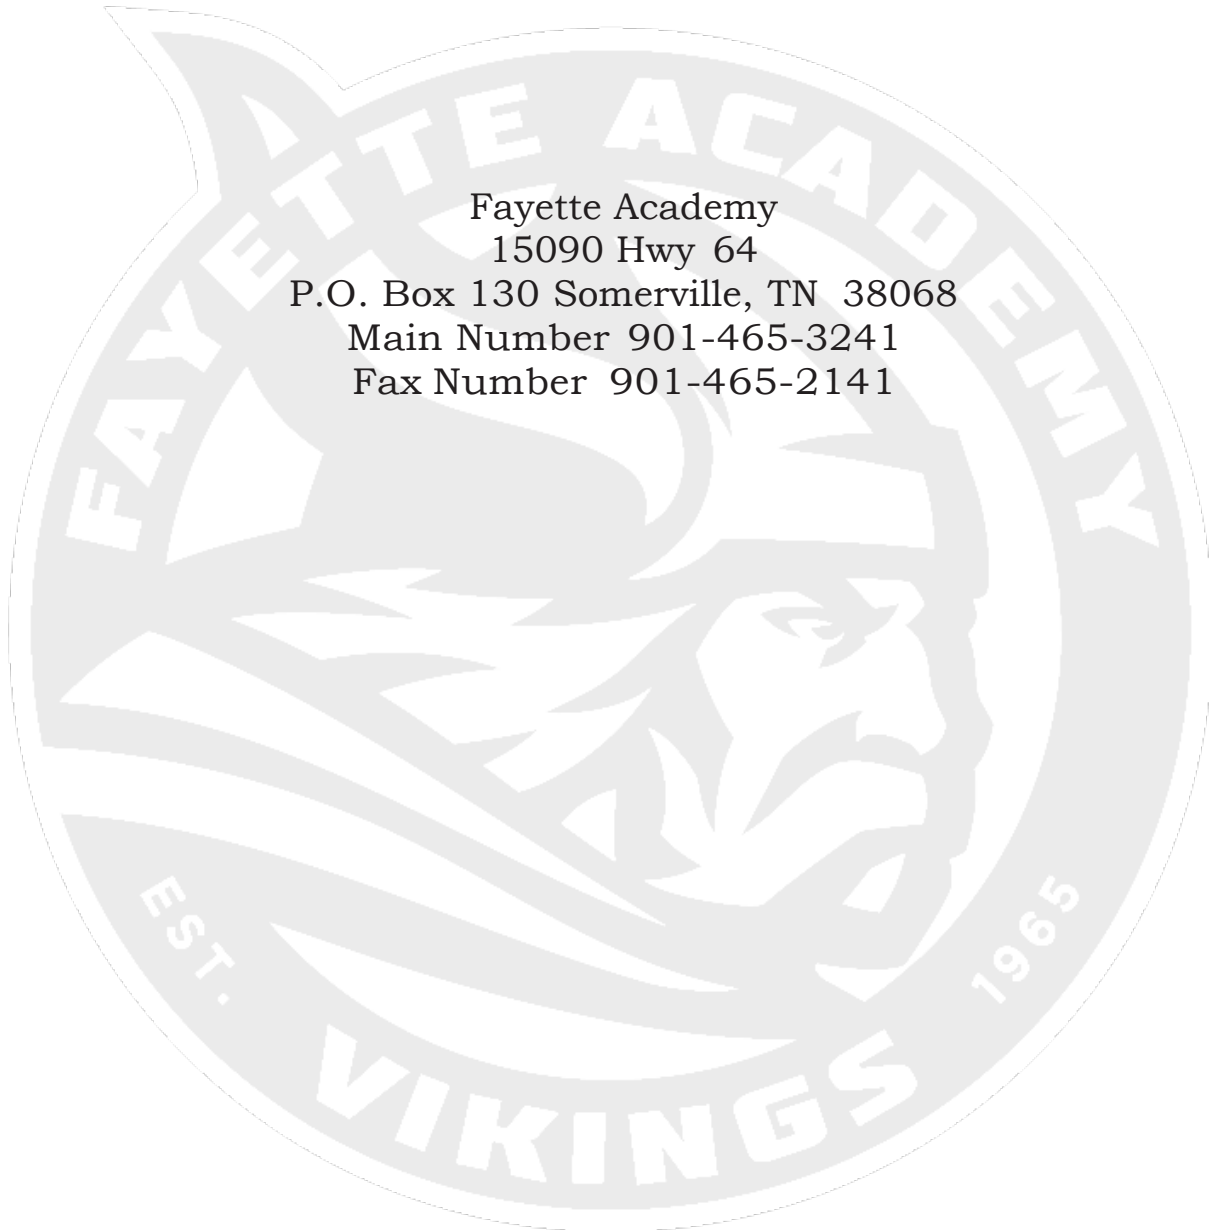 FAYETTE ACADEMY
Fayette Academy
15090 Hwy 64
P.O. Box 130 Somerville, TN 38068
Main Number 901-465-3241
Fax Number 901-465-2141
EST. 1965
VIKINGS